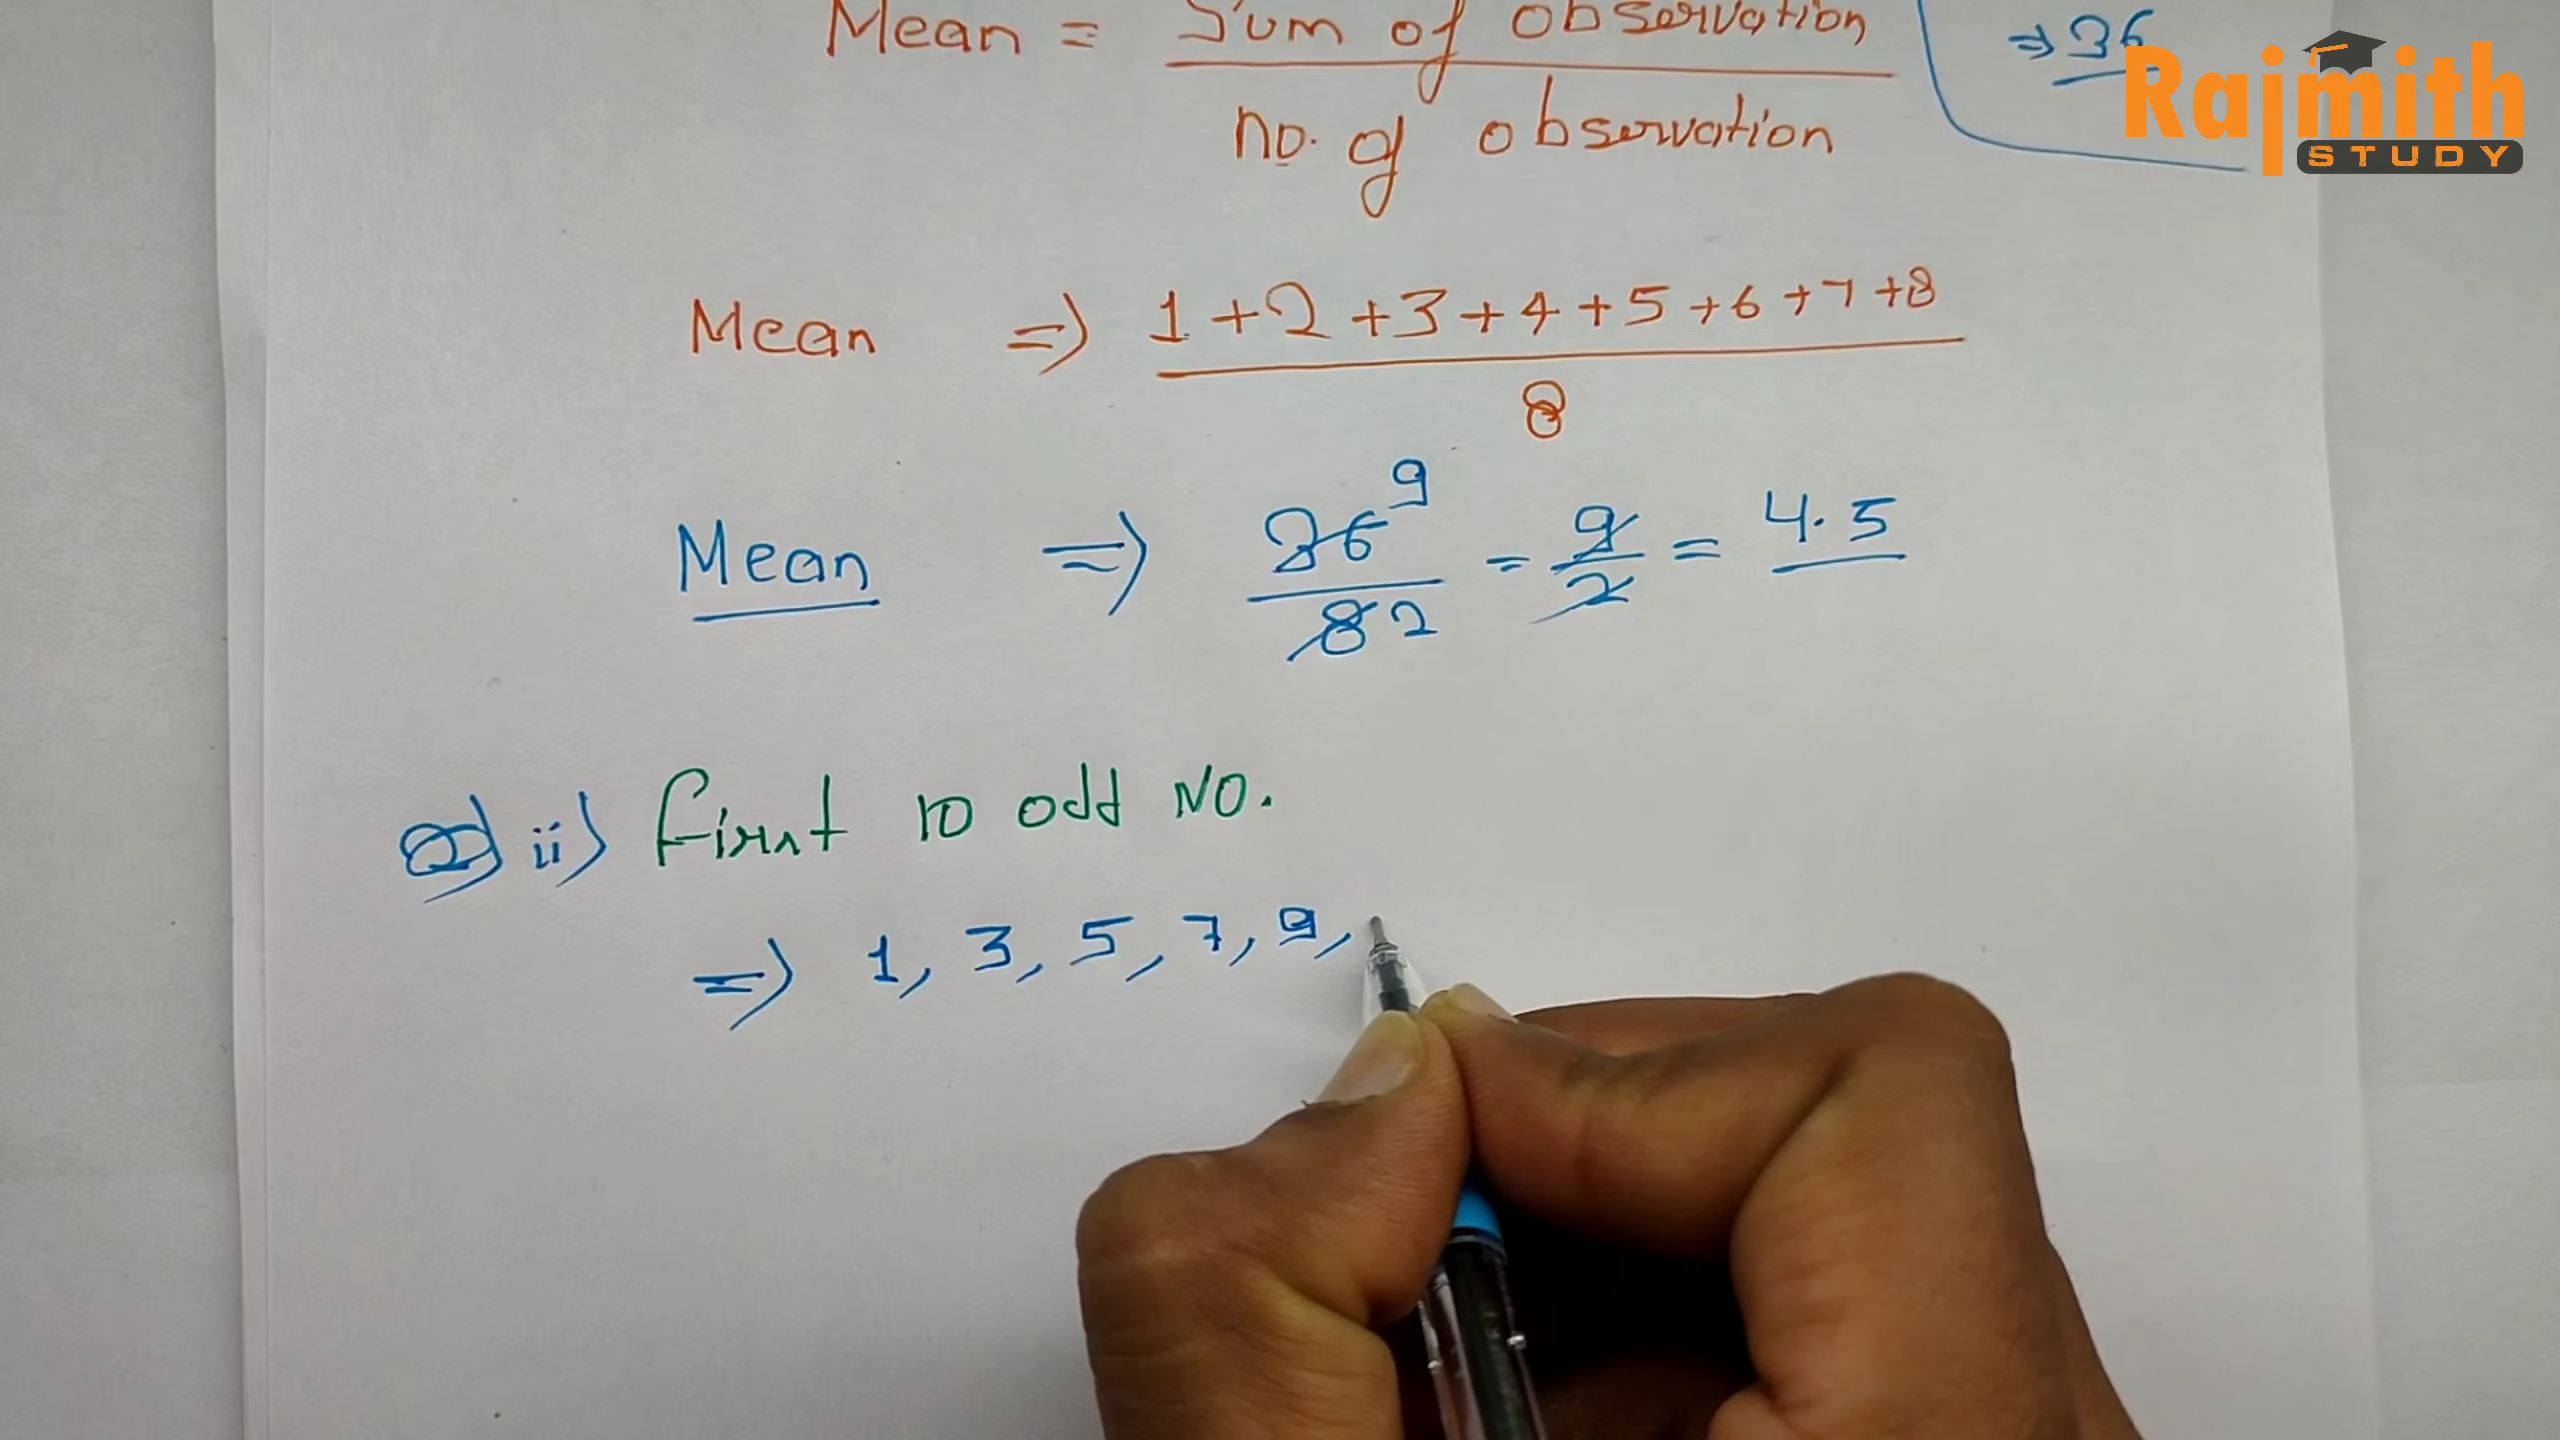 Mean = Sum of observation
no. of observation
⇒ 36
Rajmith
STUDY
Mean ⇒ 1+2+3+4+5+6+7+8
8
Mean ⇒ 36 9
8 2
= 9/2 = 4.5
Q) ii) First 10 odd NO.
⇒ 1, 3, 5, 7, 9,